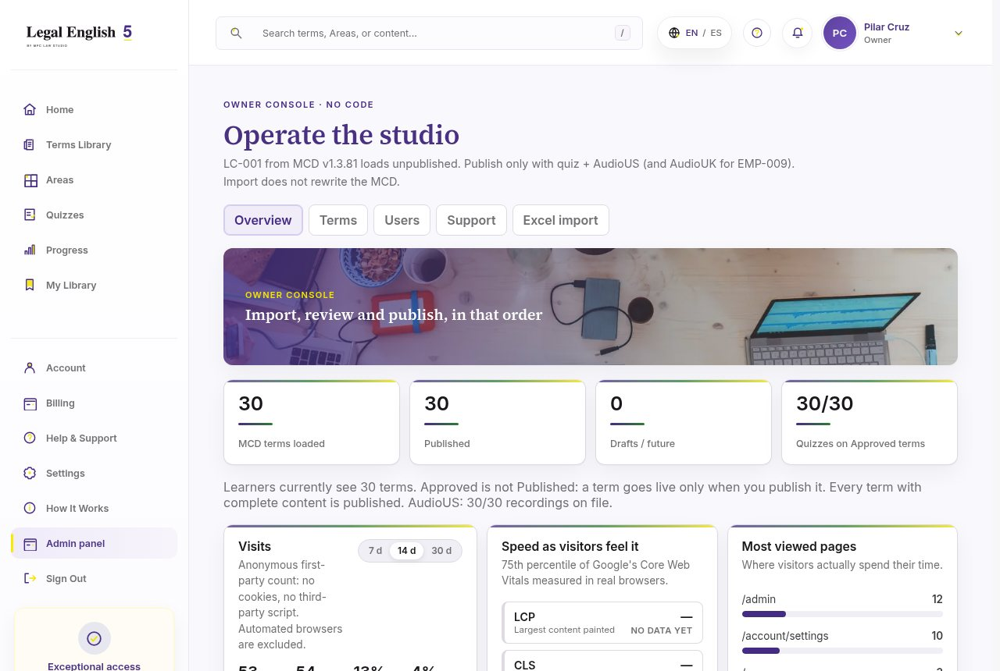 Legal English 5
BY MPC LAW STUDIO
Search terms, Areas, or content...
/
EN / ES
PC
Pilar Cruz
Owner
Home
Terms Library
Areas
Quizzes
Progress
My Library
Account
Billing
Help & Support
Settings
How It Works
Admin panel
Sign Out
Exceptional access
OWNER CONSOLE · NO CODE
Operate the studio
LC-001 from MCD v1.3.81 loads unpublished. Publish only with quiz + AudioUS (and AudioUK for EMP-009).
Import does not rewrite the MCD.
Overview
Terms
Users
Support
Excel import
OWNER CONSOLE
Import, review and publish, in that order
30
MCD terms loaded
30
Published
0
Drafts / future
30/30
Quizzes on Approved terms
Learners currently see 30 terms. Approved is not Published: a term goes live only when you publish it. Every term with
complete content is published. AudioUS: 30/30 recordings on file.
Visits
7 d 14 d 30 d
Anonymous first-
party count: no
cookies, no third-
party script.
Automated browsers
are excluded.
53 54 13% 4%
Speed as visitors feel it
75th percentile of Google's Core Web
Vitals measured in real browsers.
LCP —
Largest content painted NO DATA YET
CLS —
Most viewed pages
Where visitors actually spend their time.
/admin 12
/account/settings 10